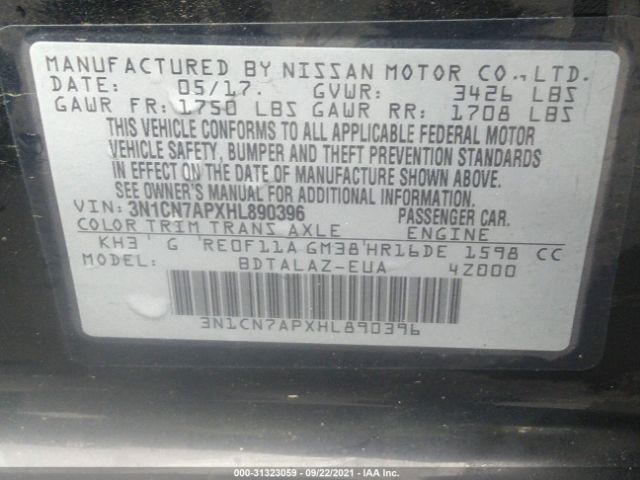 MANUFACTURED BY NISSAN MOTOR CO.,LTD.
DATE: 05/17. GVWR: 3426 LBS
GAWR FR: 1750 LBS GAWR RR: 1708 LBS
THIS VEHICLE CONFORMS TO ALL APPLICABLE FEDERAL MOTOR
VEHICLE SAFETY, BUMPER AND THEFT PREVENTION STANDARDS
IN EFFECT ON THE DATE OF MANUFACTURE SHOWN ABOVE.
SEE OWNER'S MANUAL FOR ADDITIONAL INFORMATION.
VIN: 3N1CN7APXHL890396 PASSENGER CAR.
COLOR TRIM TRANS AXLE ENGINE
KH3 G RE0F11A GM38 HR16DE 1598 CC
MODEL: BDTALAZ-EUA 4Z000
3N1CN7APXHL890396
000-31323059 - 09/22/2021 - IAA Inc.